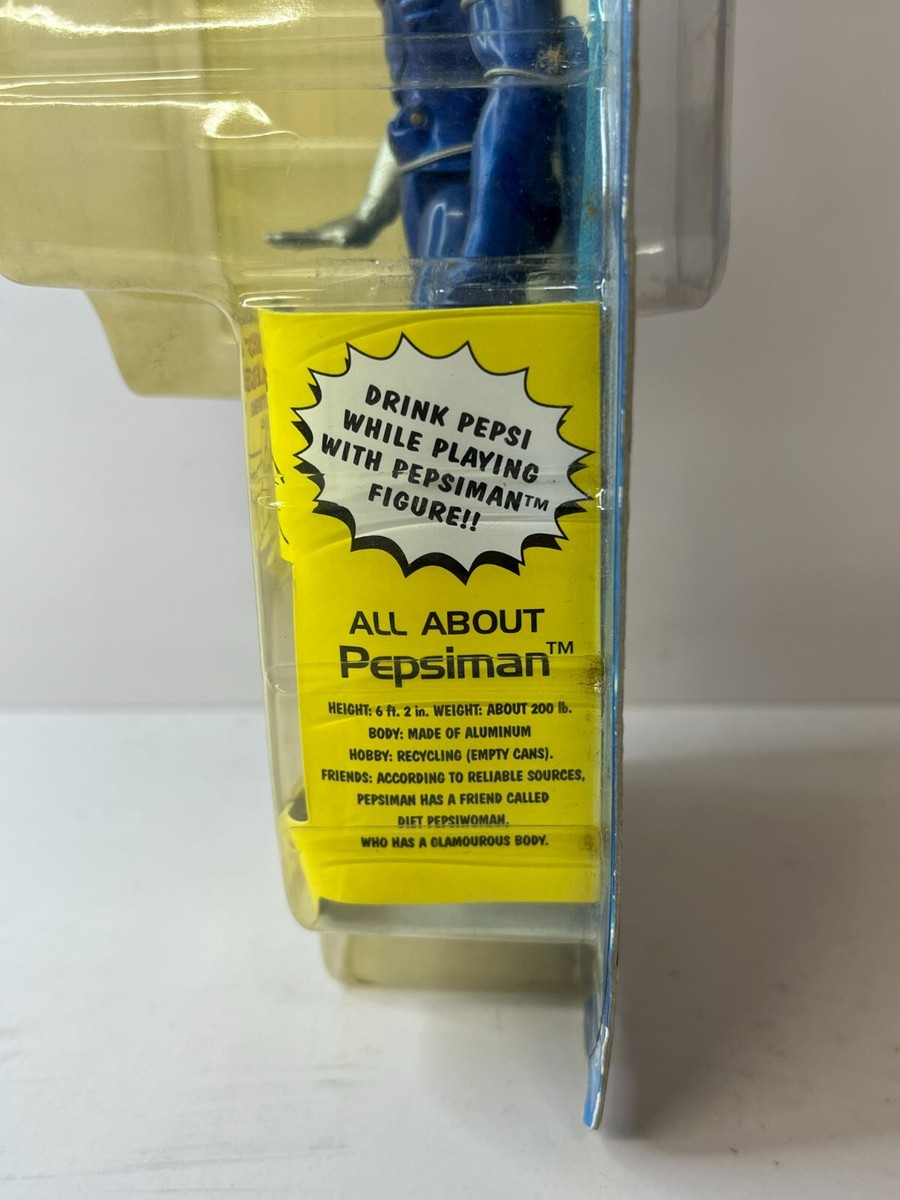 DRINK PEPSI
WHILE PLAYING
WITH PEPSIMAN™
FIGURE!!
ALL ABOUT
Pepsiman™
HEIGHT: 6 ft. 2 in. WEIGHT: ABOUT 200 lb.
BODY: MADE OF ALUMINUM
HOBBY: RECYCLING (EMPTY CANS).
FRIENDS: ACCORDING TO RELIABLE SOURCES,
PEPSIMAN HAS A FRIEND CALLED
DIET PEPSIWOMAN,
WHO HAS A GLAMOUROUS BODY.